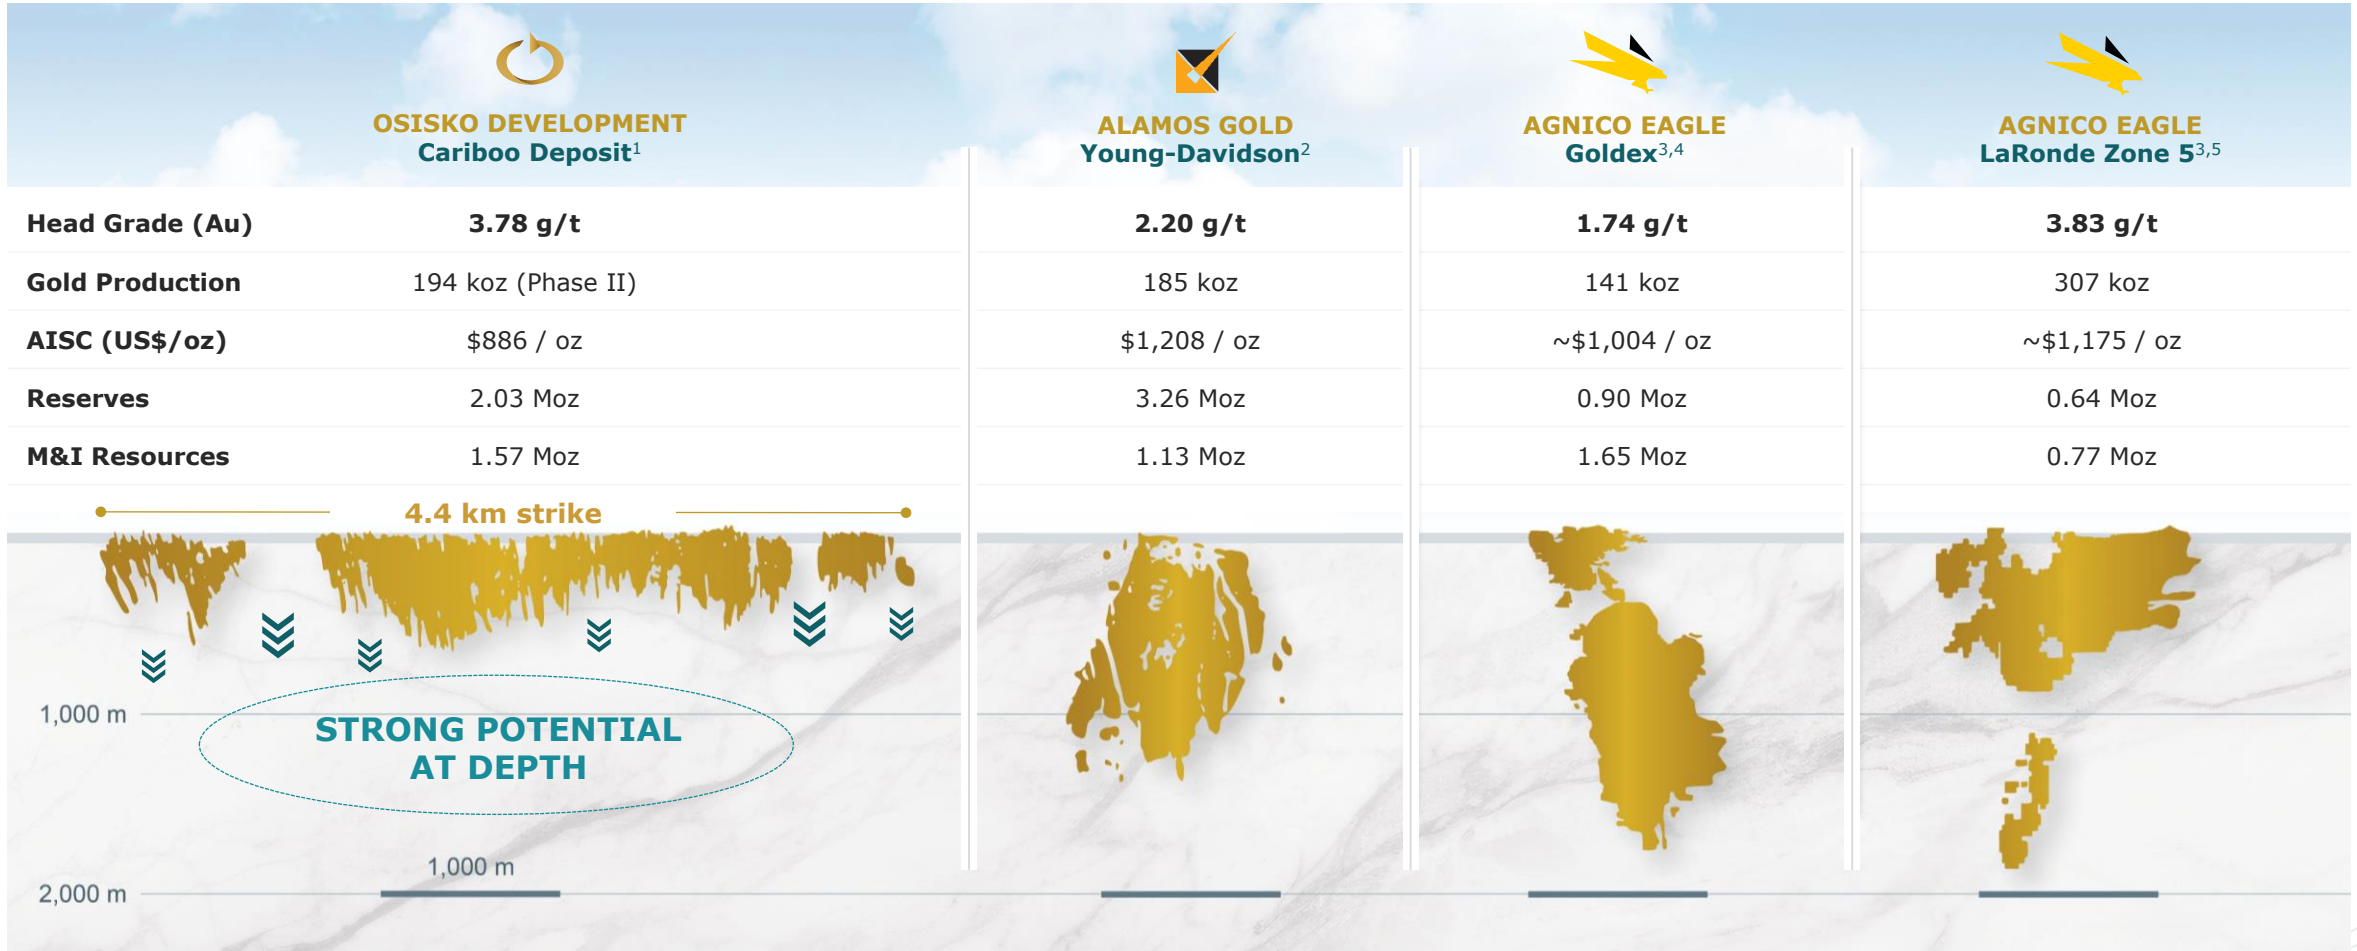 OSISKO DEVELOPMENT
Cariboo Deposit1
ALAMOS GOLD
Young-Davidson2
AGNICO EAGLE
Goldex3,4
AGNICO EAGLE
LaRonde Zone 53,5
Head Grade (Au) 3.78 g/t 2.20 g/t 1.74 g/t 3.83 g/t
Gold Production 194 koz (Phase II) 185 koz 141 koz 307 koz
AISC (US$/oz) $886 / oz $1,208 / oz ~$1,004 / oz ~$1,175 / oz
Reserves 2.03 Moz 3.26 Moz 0.90 Moz 0.64 Moz
M&I Resources 1.57 Moz 1.13 Moz 1.65 Moz 0.77 Moz
4.4 km strike
1,000 m
STRONG POTENTIAL
AT DEPTH
1,000 m
2,000 m